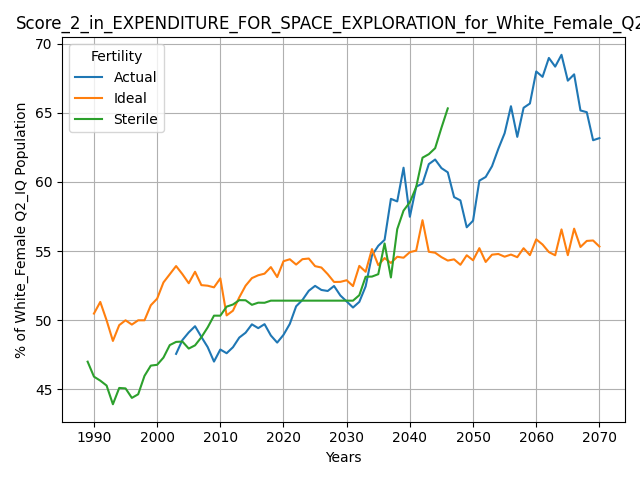 Score_2_in_EXPENDITURE_FOR_SPACE_EXPLORATION_for_White_Female_Q2
Fertility
Actual
Ideal
Sterile
% of White_Female Q2_IQ Population
70
65
60
55
50
45
1990 2000 2010 2020 2030 2040 2050 2060 2070
Years